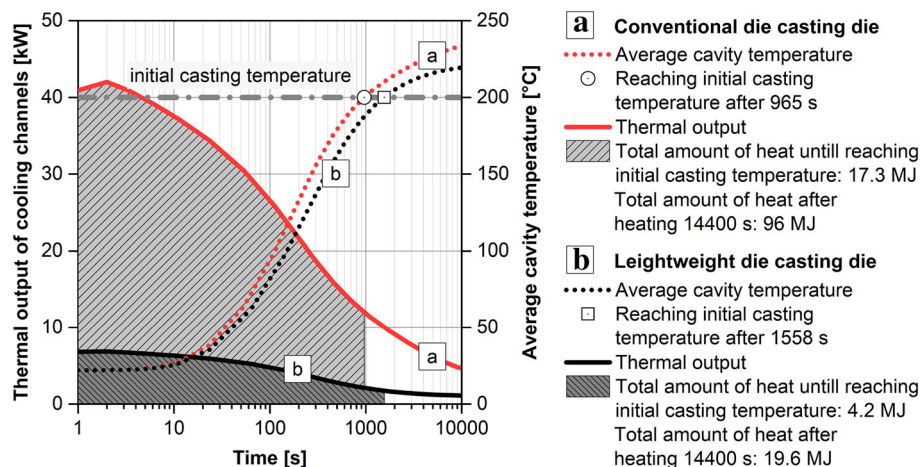 Thermal output of cooling channels [kW]
50
40
30
20
10
0
initial casting temperature
a
b
b
a
1
10
100
1000
10000
Time [s]
250
200
150
100
50
0
Average cavity temperature [°C]
a Conventional die casting die
Average cavity temperature
Reaching initial casting
temperature after 965 s
Thermal output
Total amount of heat untill reaching
initial casting temperature: 17.3 MJ
Total amount of heat after
heating 14400 s: 96 MJ
b Leightweight die casting die
Average cavity temperature
Reaching initial casting
temperature after 1558 s
Thermal output
Total amount of heat untill reaching
initial casting temperature: 4.2 MJ
Total amount of heat after
heating 14400 s: 19.6 MJ